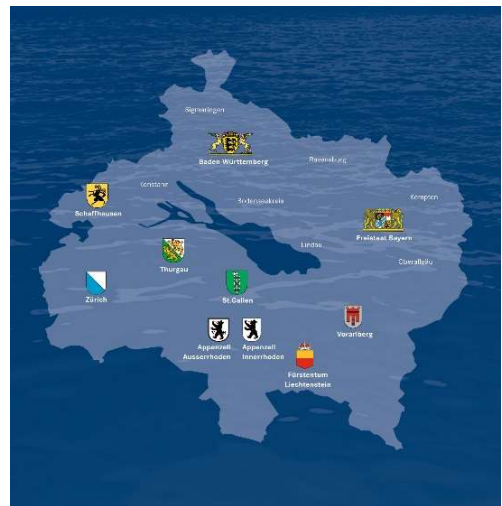 Sigmaringen
Baden-Württemberg
Ravensburg
Konstanz
Kempten
Schaffhausen
Bodenseekreis
Freistaat Bayern
Lindau
Thurgau
Oberallgäu
Zürich
St.Gallen
Vorarlberg
Appenzell
Ausserrhoden
Appenzell
Innerrhoden
Fürstentum
Liechtenstein